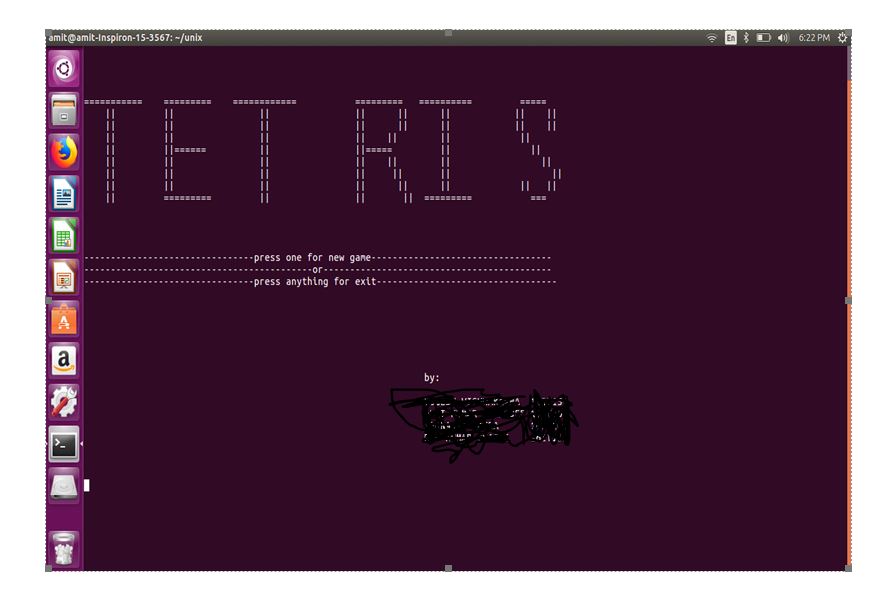 amit@amit-Inspiron-15-3567: ~/unix
En
6:22 PM
TETRIS
------------------------------press one for new game---------------------------------
-----------------------------------------or------------------------------------------
------------------------------press anything for exit----------------------------------
by: